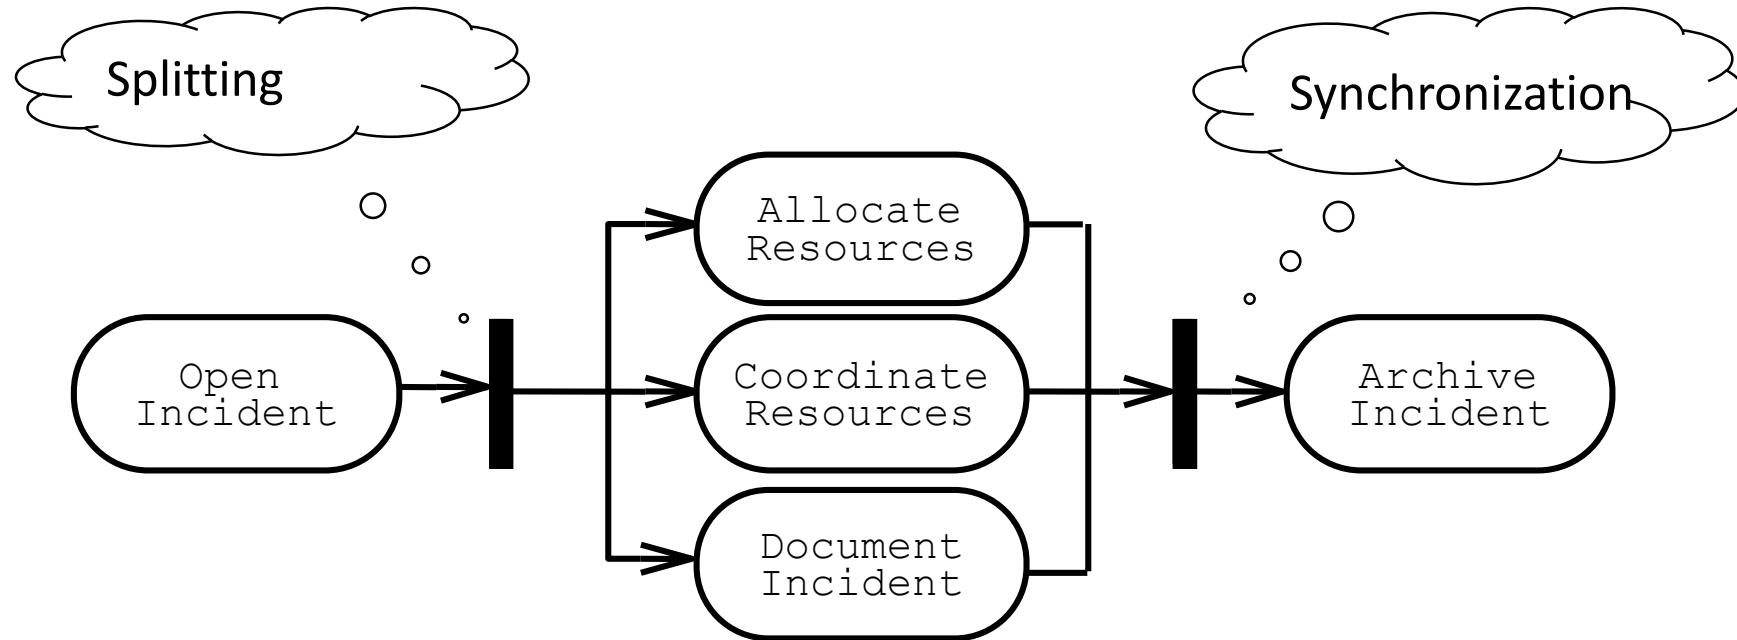 Splitting
Synchronization
Allocate
Resources
Open
Incident
Coordinate
Resources
Archive
Incident
Document
Incident